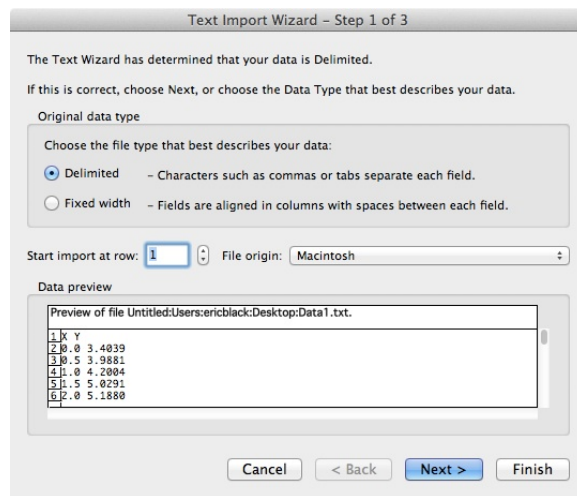 Text Import Wizard – Step 1 of 3
The Text Wizard has determined that your data is Delimited.
If this is correct, choose Next, or choose the Data Type that best describes your data.
Original data type
Choose the file type that best describes your data:
Delimited – Characters such as commas or tabs separate each field.
Fixed width – Fields are aligned in columns with spaces between each field.
Start import at row: 1 File origin: Macintosh
Data preview
Preview of file Untitled:Users:ericblack:Desktop:Data1.txt.
1 X Y
2 0.0 3.4039
3 0.5 3.9881
4 1.0 4.2004
5 1.5 5.0291
6 2.0 5.1880
Cancel < Back Next > Finish